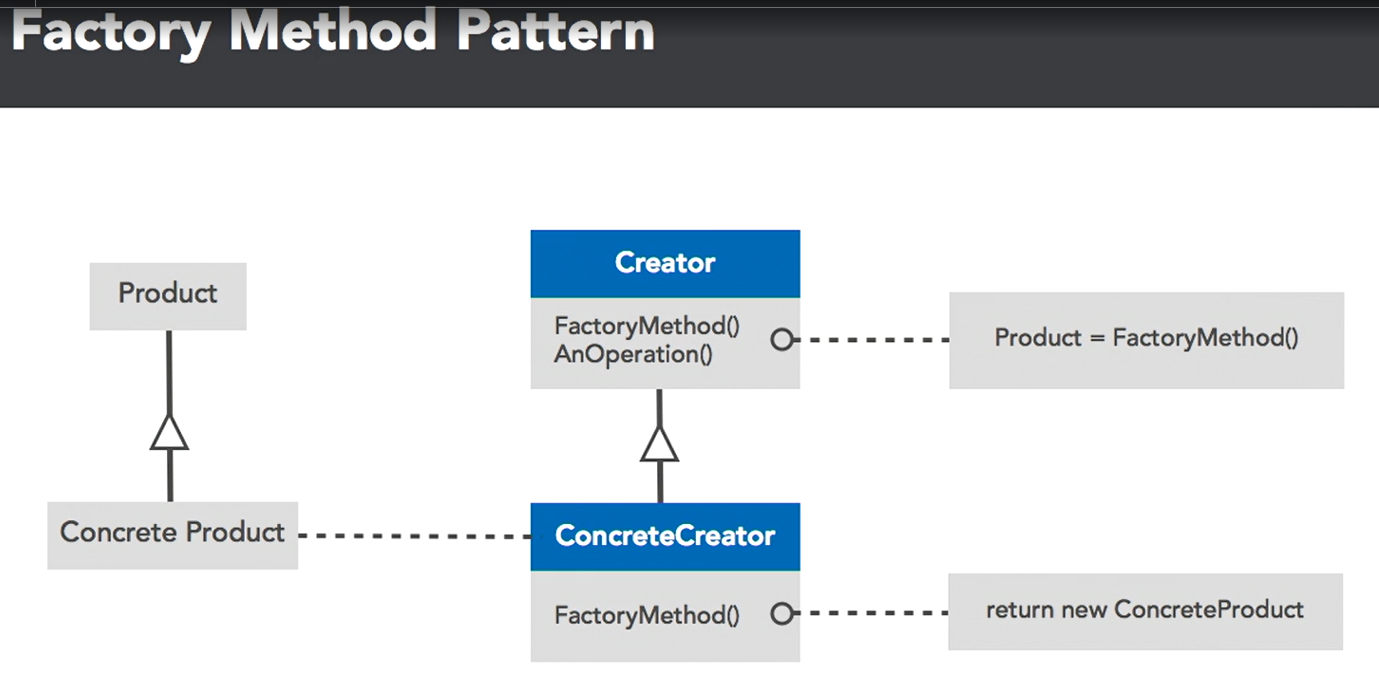 Factory Method Pattern
Creator
Product
FactoryMethod()
AnOperation()
Product = FactoryMethod()
Concrete Product
ConcreteCreator
FactoryMethod()
return new ConcreteProduct